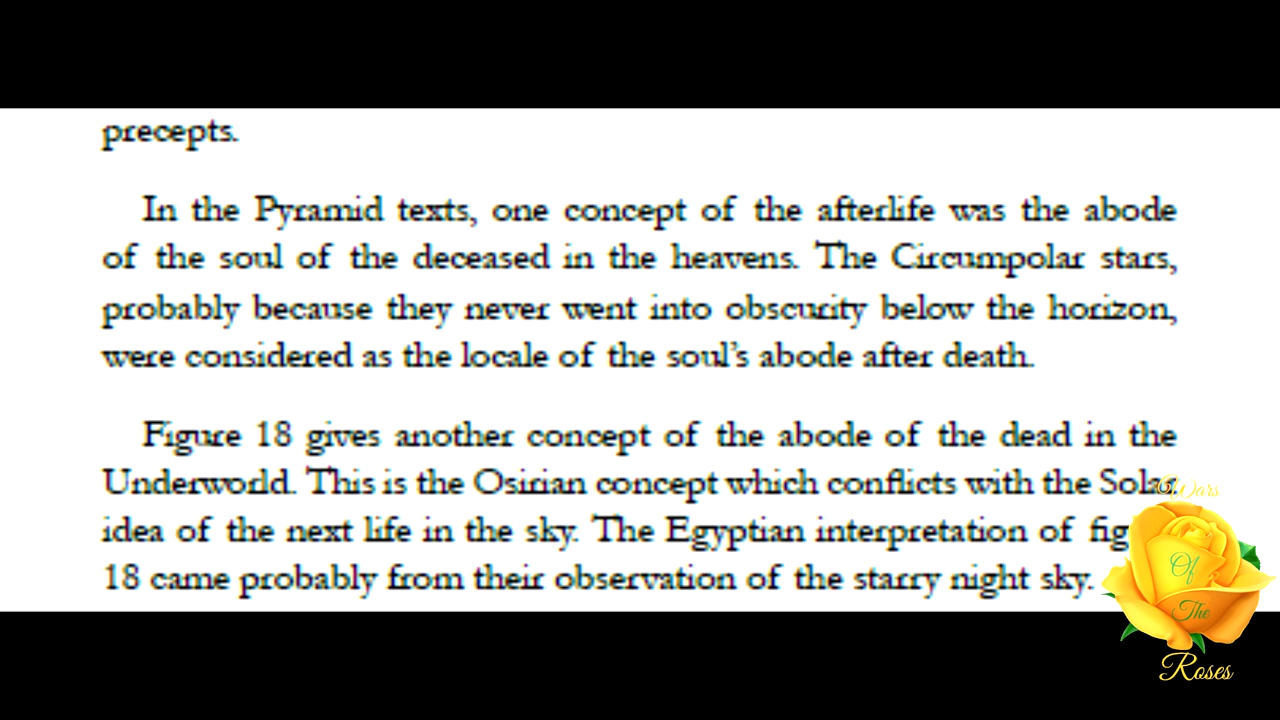 precepts.
In the Pyramid texts, one concept of the afterlife was the abode
of the soul of the deceased in the heavens. The Circumpolar stars,
probably because they never went into obscurity below the horizon,
were considered as the locale of the soul's abode after death.
Figure 18 gives another concept of the abode of the dead in the
Underworld. This is the Osirian concept which conflicts with the Solar
idea of the next life in the sky. The Egyptian interpretation of
18 came probably from their observation of the starry night sky.
Wars
Of
The
Roses